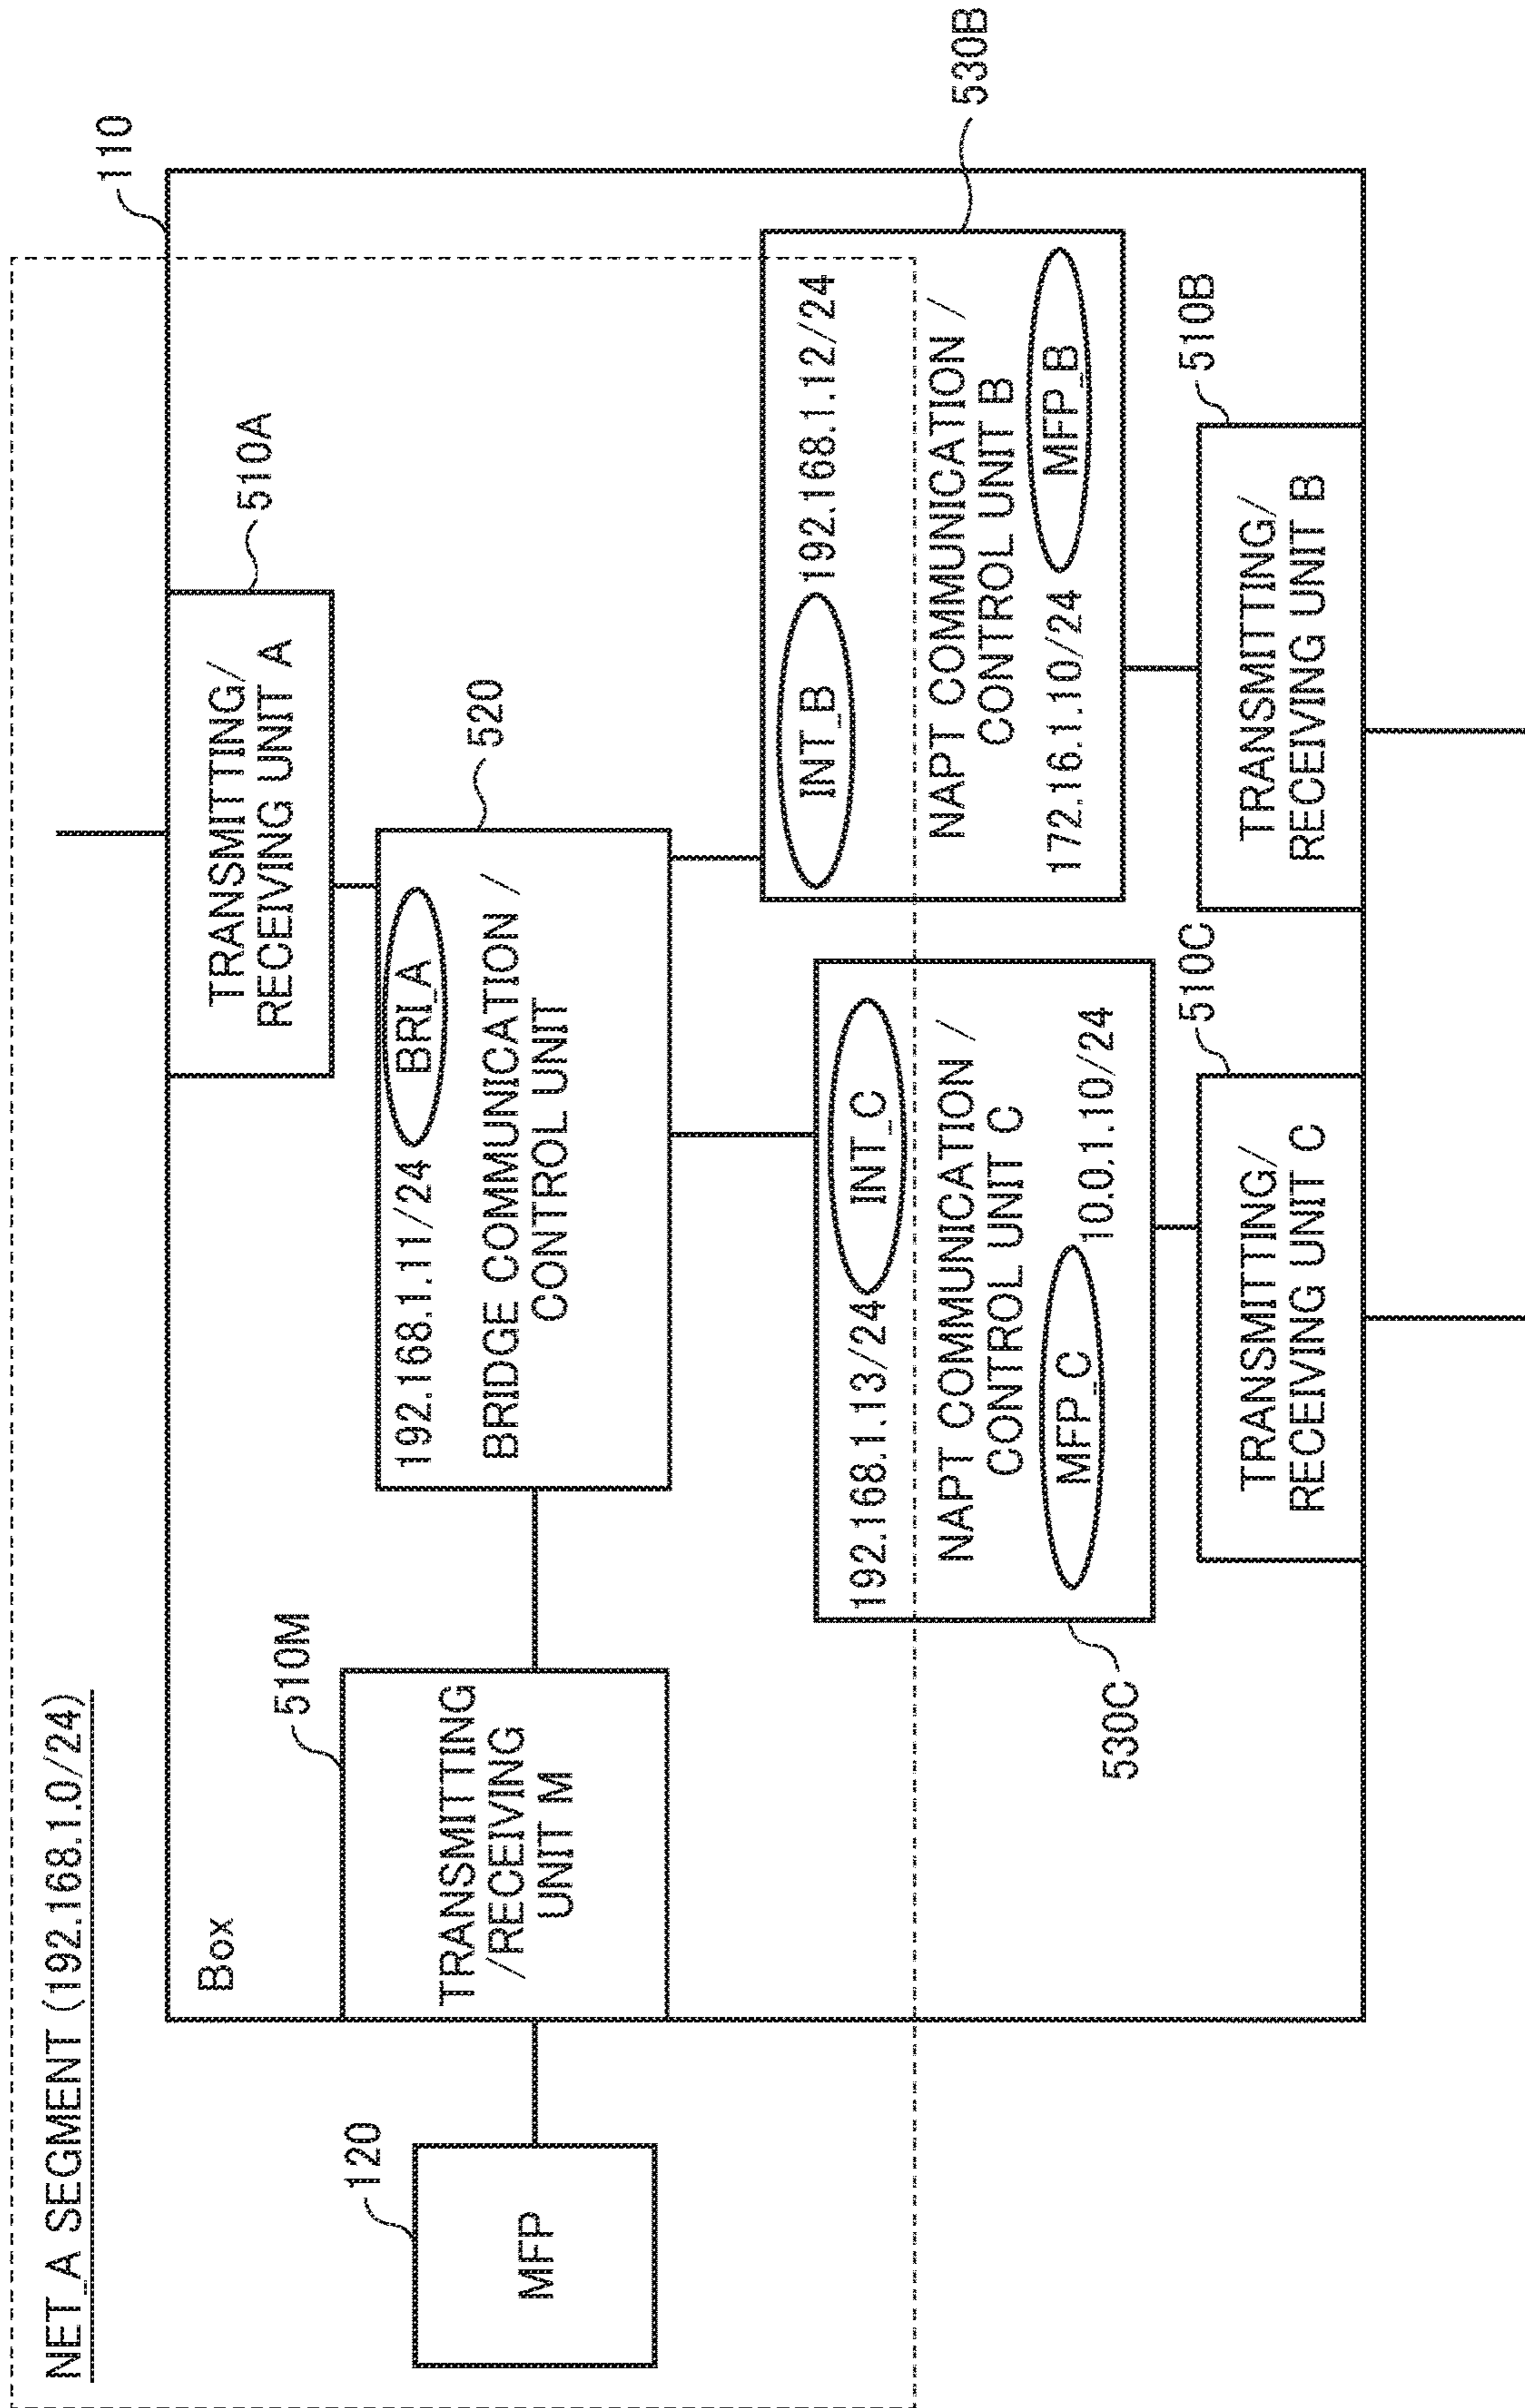 NET_A SEGMENT (192.168.1.0/24)
110
Box
510A
TRANSMITTING/
RECEIVING UNIT A
510M
TRANSMITTING
/RECEIVING
UNIT M
120
MFP
520
192.168.1.11/24
BRI_A
BRIDGE COMMUNICATION /
CONTROL UNIT
192.168.1.13/24
INT_C
NAPT COMMUNICATION /
CONTROL UNIT C
MFP_C
10.0.1.10/24
530C
INT_B
192.168.1.12/24
NAPT COMMUNICATION /
CONTROL UNIT B
172.16.1.10/24
MFP_B
530B
510C
TRANSMITTING/
RECEIVING UNIT C
510B
TRANSMITTING/
RECEIVING UNIT B